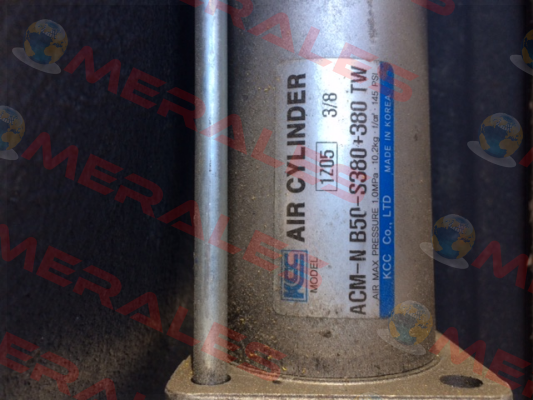 KCC AIR CYLINDER
MODEL 1Z05 3/8
ACM-N B50-S380+380 TW
AIR MAX PRESSURE 1.0MPa 10.2kg·f/㎠·145 PSI
KCC Co., LTD MADE IN KOREA
MERALES
MERALES
MERALES
MERALES